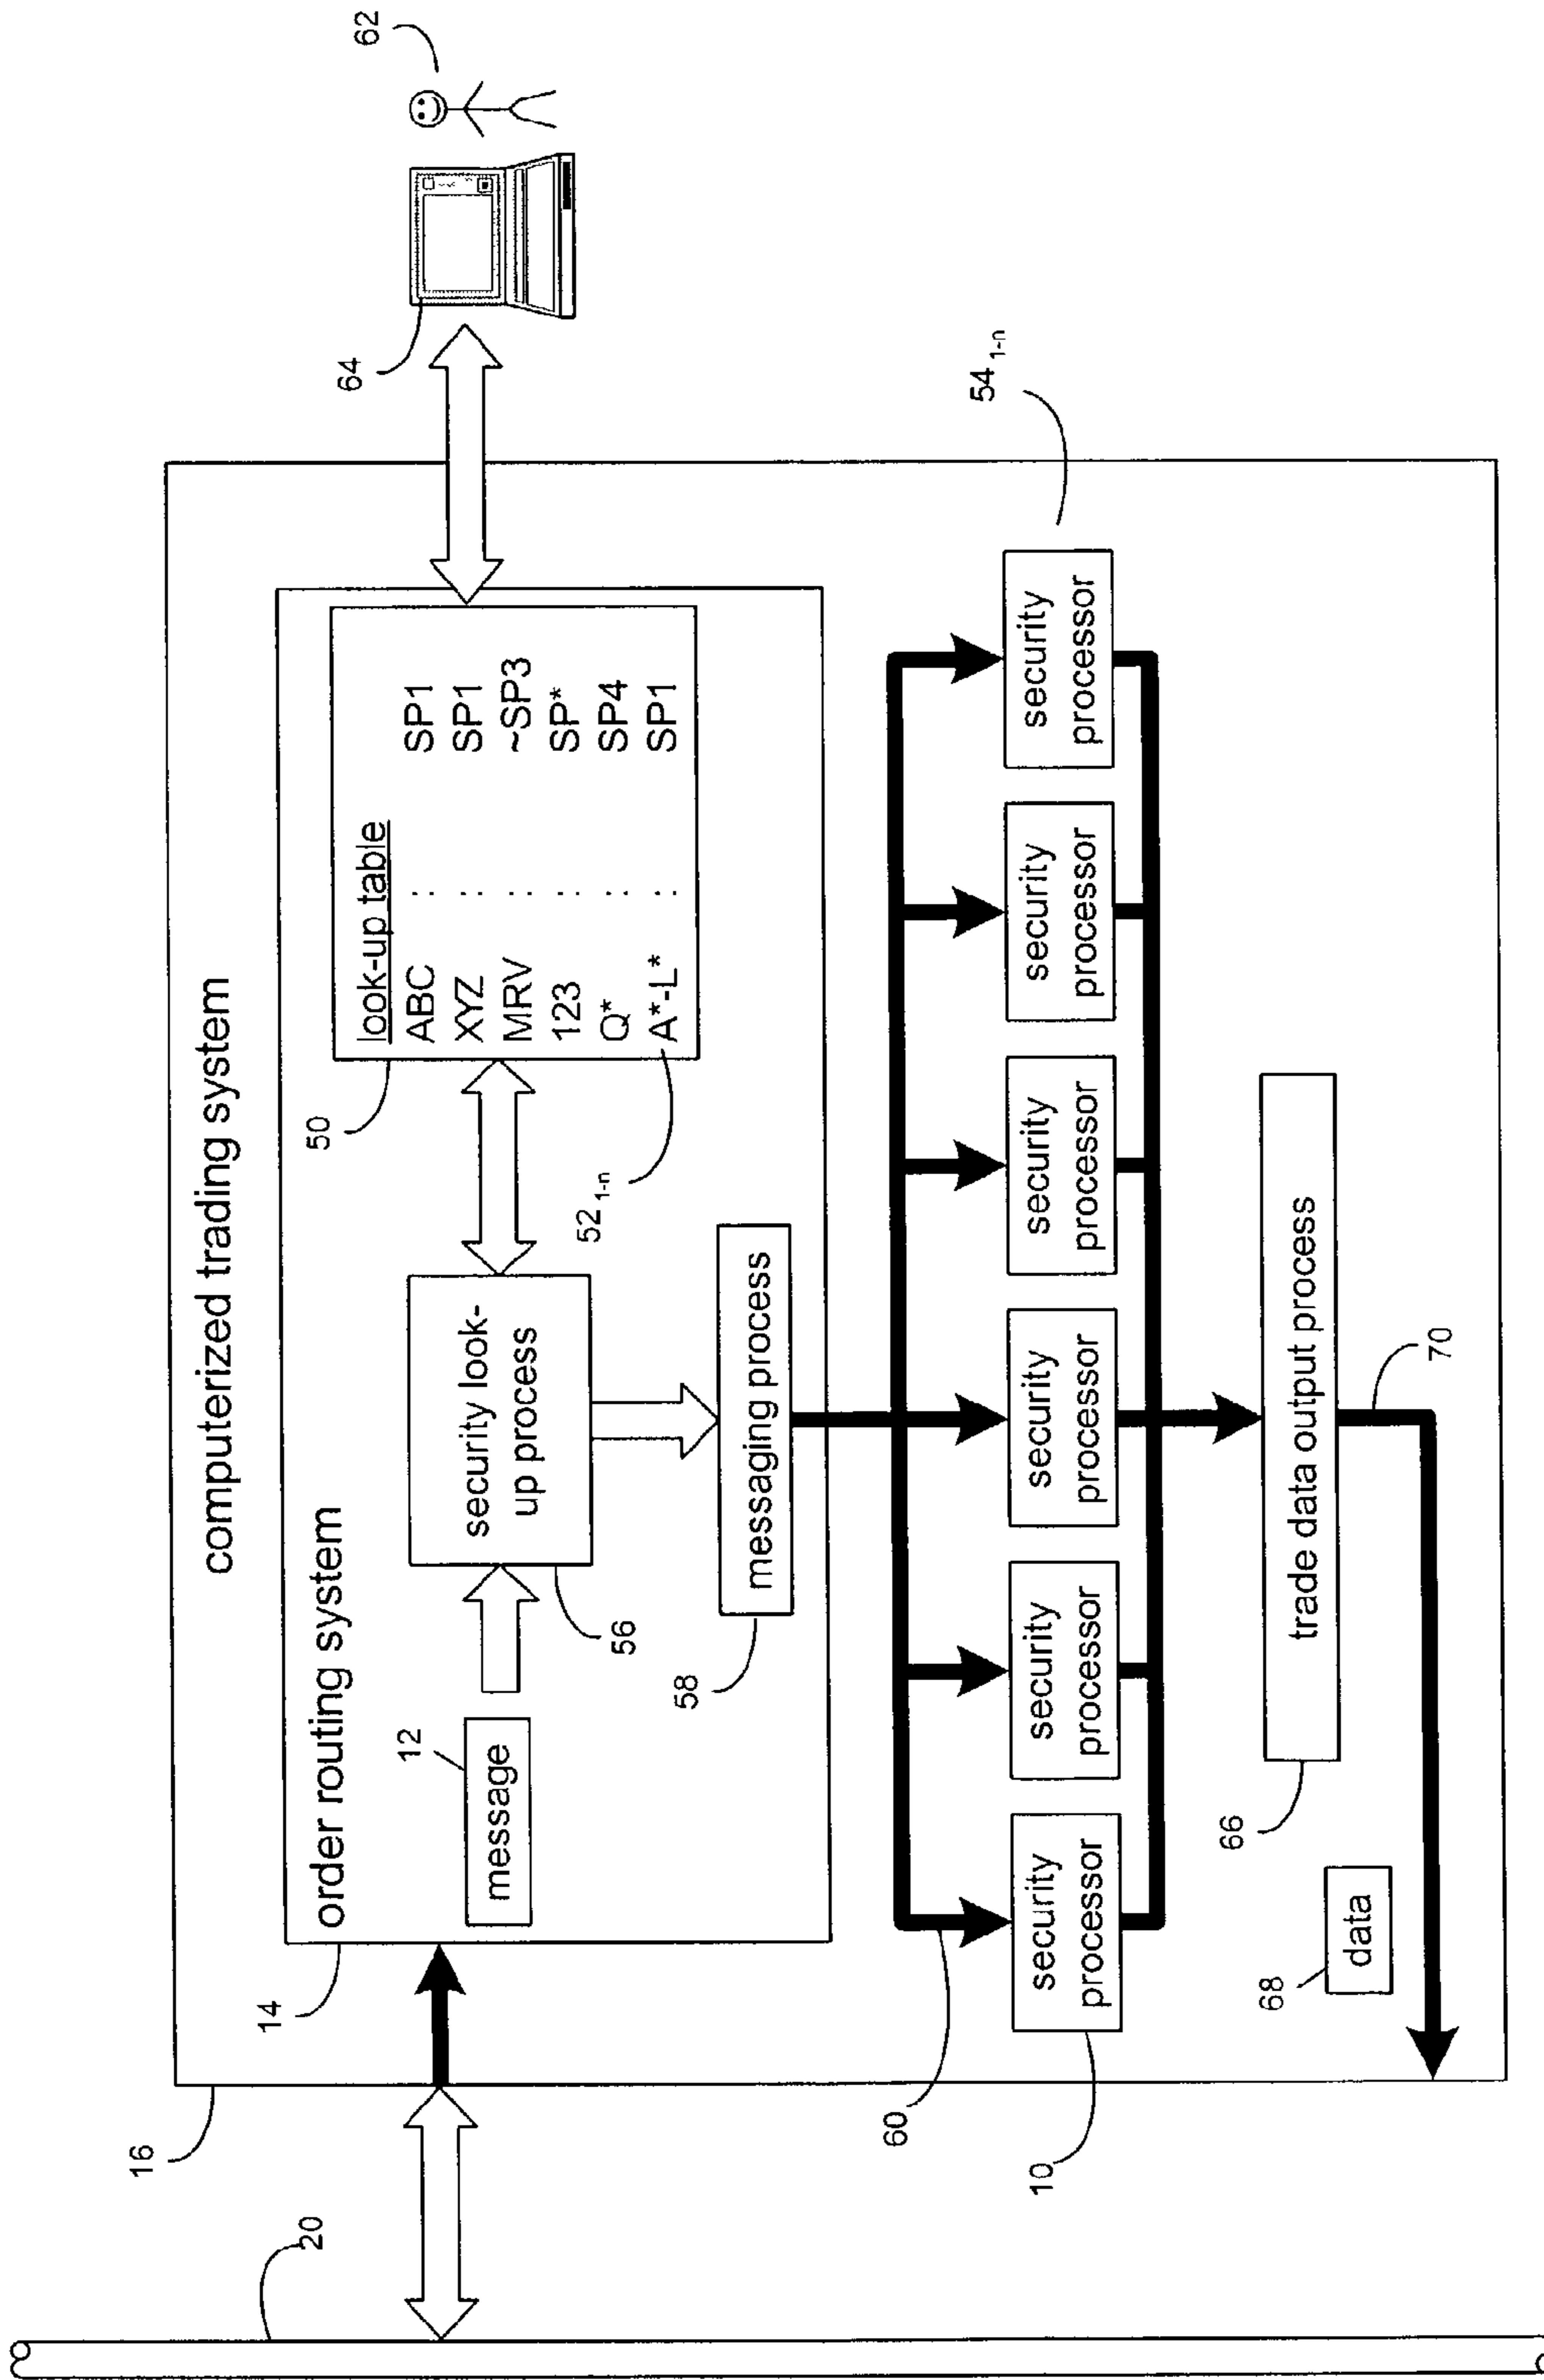 computerized trading system
order routing system
16
20
14
12
message
security look-
up process
56
50
look-up table
ABC : SP1
XYZ : SP1
MRV : ~SP3
123 : SP*
Q* : SP4
A*-L* : SP1
52 1-n
64
62
58
messaging process
60
54 1-n
security
processor
security
processor
security
processor
security
processor
security
processor
security
processor
10
66
trade data output process
68
data
70